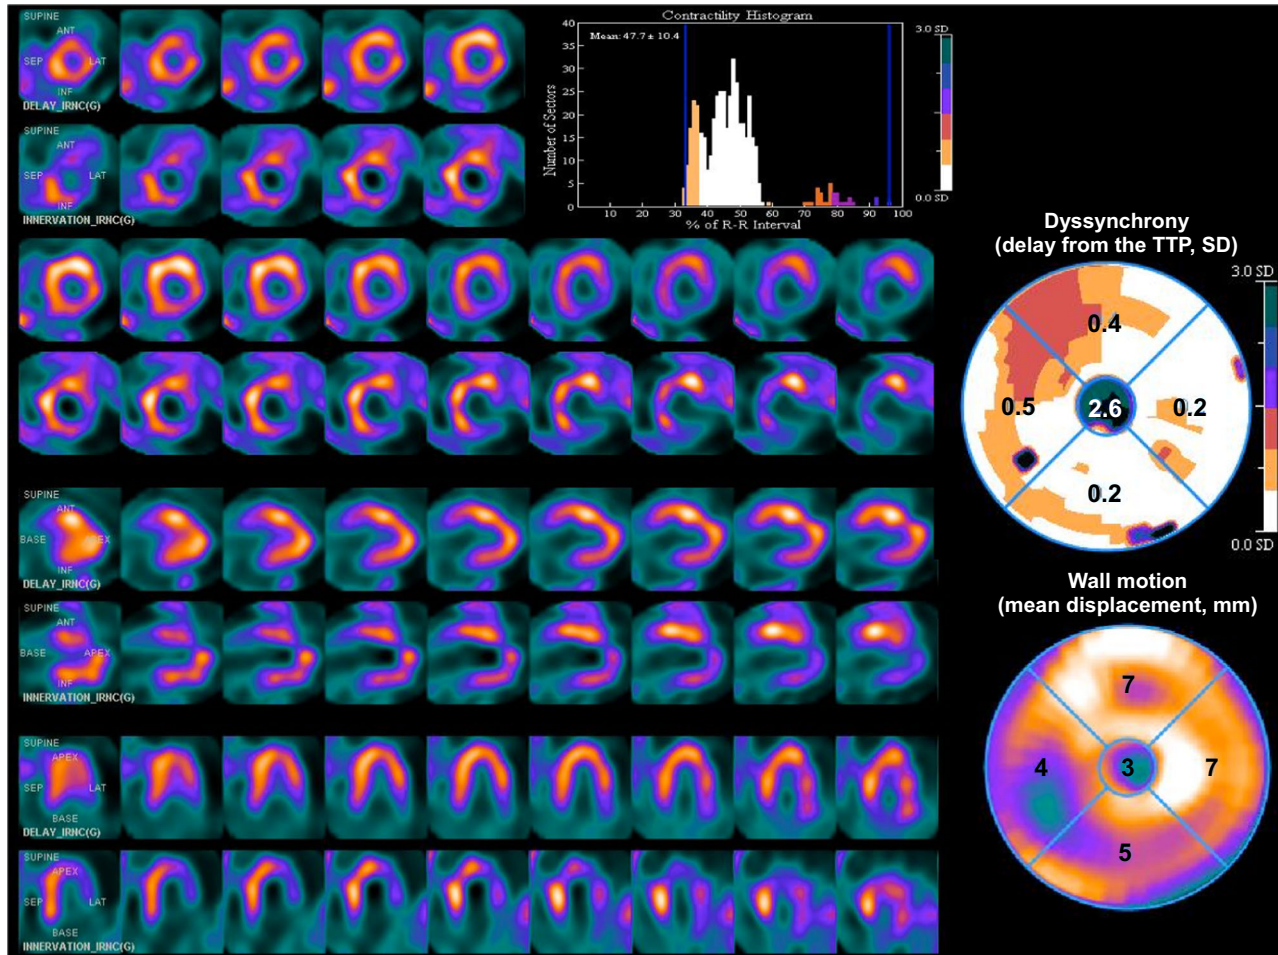 SUPINE
ANT
SEP LAT
INF
DELAY_IRNC(G)
SUPINE
ANT
SEP LAT
INF
INNERVATION_IRNC(G)
Contractility Histogram
Mean: 47.7 ± 10.4
Number of Sectors
40
35
30
25
20
15
10
5
0
10 20 30 40 50 60 70 80 90 100
% of R-R Interval
3.0 SD
0.0 SD
Dyssynchrony
(delay from the TTP, SD)
3.0 SD
0.4
0.5 2.6 0.2
0.2
0.0 SD
SUPINE
ANT
BASE APEX
INF
DELAY_IRNC(G)
SUPINE
ANT
BASE APEX
INF
INNERVATION_IRNC(G)
Wall motion
(mean displacement, mm)
7
4 3 7
5
SUPINE
APEX
SEP LAT
BASE
DELAY_IRNC(G)
SUPINE
APEX
SEP LAT
BASE
INNERVATION_IRNC(G)